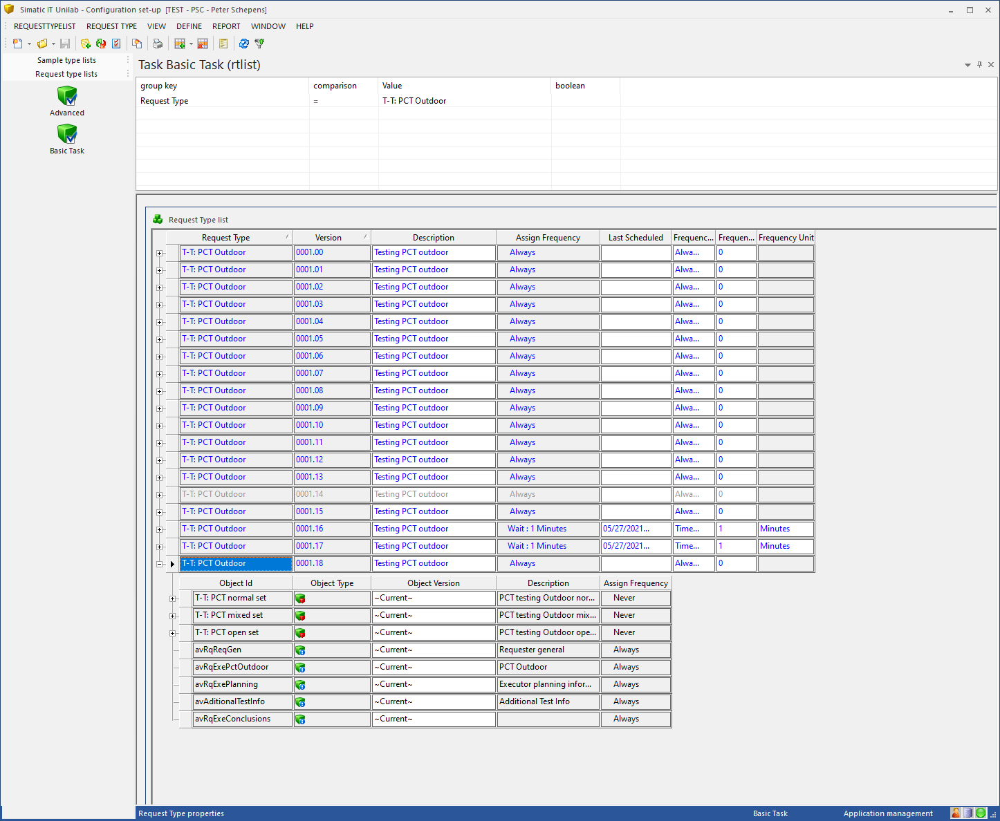 Simatic IT Unilab - Configuration set-up  [TEST - PSC - Peter Schepens]
REQUESTTYPELIST REQUEST TYPE VIEW DEFINE REPORT WINDOW HELP
Sample type lists
Request type lists
Advanced
Basic Task
Task Basic Task (rtlist)
group key comparison Value boolean
Request Type = T-T: PCT Outdoor
Request Type list
Request Type Version Description Assign Frequency Last Scheduled Frequenc... Frequen... Frequency Unit
T-T: PCT Outdoor 0001.00 Testing PCT outdoor Always Alwa... 0
T-T: PCT Outdoor 0001.01 Testing PCT outdoor Always Alwa... 0
T-T: PCT Outdoor 0001.02 Testing PCT outdoor Always Alwa... 0
T-T: PCT Outdoor 0001.03 Testing PCT outdoor Always Alwa... 0
T-T: PCT Outdoor 0001.04 Testing PCT outdoor Always Alwa... 0
T-T: PCT Outdoor 0001.05 Testing PCT outdoor Always Alwa... 0
T-T: PCT Outdoor 0001.06 Testing PCT outdoor Always Alwa... 0
T-T: PCT Outdoor 0001.07 Testing PCT outdoor Always Alwa... 0
T-T: PCT Outdoor 0001.08 Testing PCT outdoor Always Alwa... 0
T-T: PCT Outdoor 0001.09 Testing PCT outdoor Always Alwa... 0
T-T: PCT Outdoor 0001.10 Testing PCT outdoor Always Alwa... 0
T-T: PCT Outdoor 0001.11 Testing PCT outdoor Always Alwa... 0
T-T: PCT Outdoor 0001.12 Testing PCT outdoor Always Alwa... 0
T-T: PCT Outdoor 0001.13 Testing PCT outdoor Always Alwa... 0
T-T: PCT Outdoor 0001.14 Testing PCT outdoor Always Alwa... 0
T-T: PCT Outdoor 0001.15 Testing PCT outdoor Always Alwa... 0
T-T: PCT Outdoor 0001.16 Testing PCT outdoor Wait : 1 Minutes 05/27/2021... Time... 1 Minutes
T-T: PCT Outdoor 0001.17 Testing PCT outdoor Wait : 1 Minutes 05/27/2021... Time... 1 Minutes
T-T: PCT Outdoor 0001.18 Testing PCT outdoor Always Alwa... 0
Object Id Object Type Object Version Description Assign Frequency
T-T: PCT normal set ~Current~ PCT testing Outdoor nor... Never
T-T: PCT mixed set ~Current~ PCT testing Outdoor mix... Never
T-T: PCT open set ~Current~ PCT testing Outdoor ope... Never
avRqReqGen ~Current~ Requester general Always
avRqExePctOutdoor ~Current~ PCT Outdoor Always
avRqExePlanning ~Current~ Executor planning infor... Always
avAditionalTestInfo ~Current~ Additional Test Info Always
avRqExeConclusions ~Current~ Always
Request Type properties Basic Task Application management